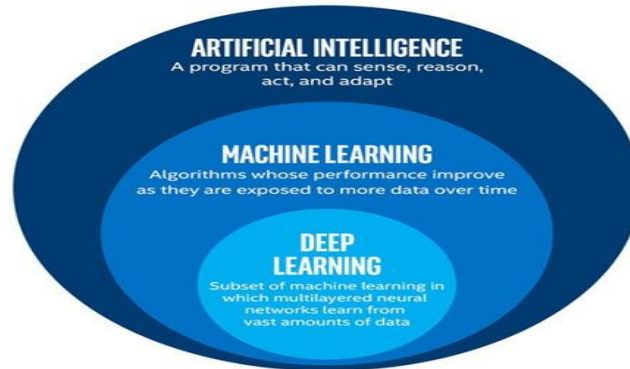 ARTIFICIAL INTELLIGENCE
A program that can sense, reason,
act, and adapt
MACHINE LEARNING
Algorithms whose performance improve
as they are exposed to more data over time
DEEP
LEARNING
Subset of machine learning in
which multilayered neural
networks learn from
vast amounts of data